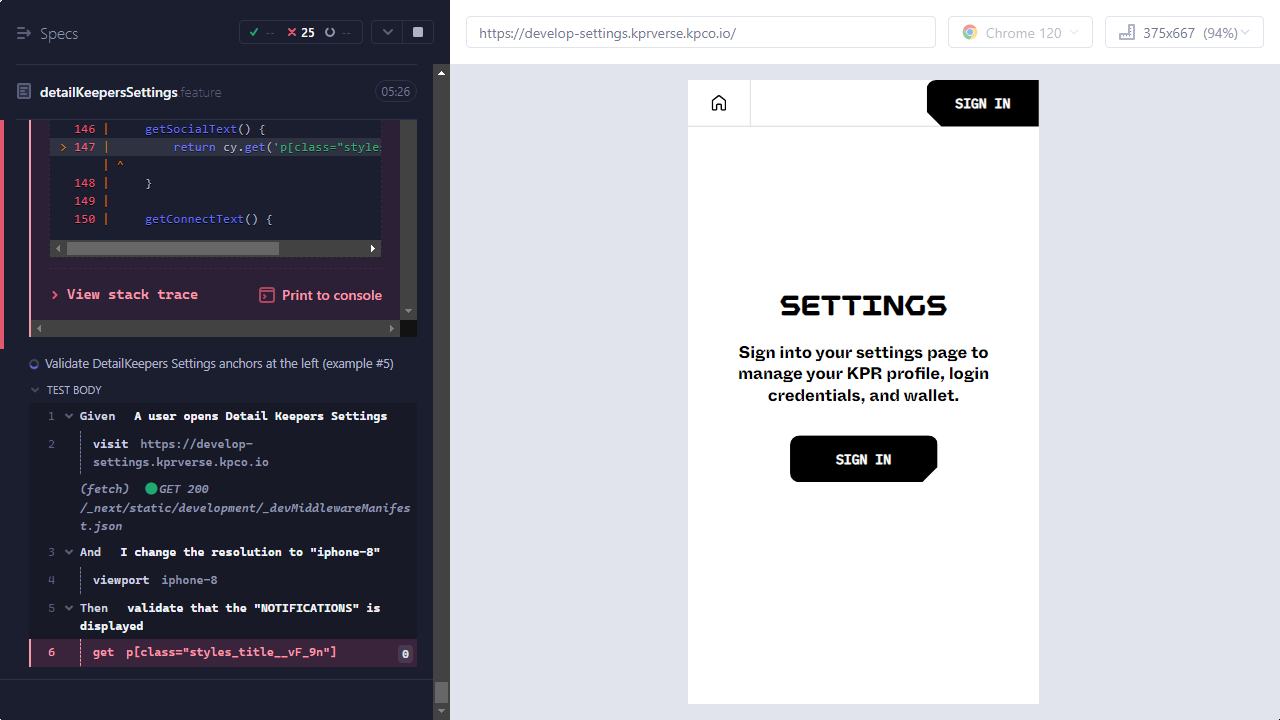 Specs
-- 25 --
detailKeepersSettings feature
05:26
146 | getSocialText() {
> 147 | return cy.get('p[class="styles
| ^
148 | }
149 |
150 | getConnectText() {
View stack trace
Print to console
Validate DetailKeepers Settings anchors at the left (example #5)
TEST BODY
1 Given A user opens Detail Keepers Settings
2 visit https://develop-
settings.kprverse.kpco.io
(fetch) GET 200
/_next/static/development/_devMiddlewareManifes
t.json
3 And I change the resolution to "iphone-8"
4 viewport iphone-8
5 Then validate that the "NOTIFICATIONS" is
displayed
6 get p[class="styles_title__vF_9n"] 0
https://develop-settings.kprverse.kpco.io/
Chrome 120
375x667 (94%)
SIGN IN
SETTINGS
Sign into your settings page to
manage your KPR profile, login
credentials, and wallet.
SIGN IN